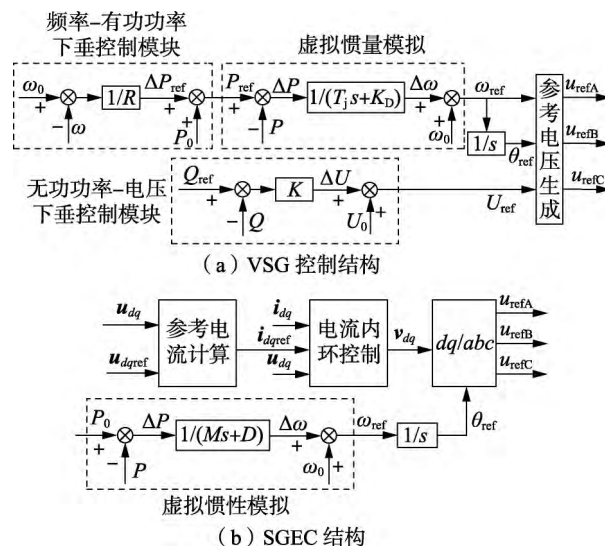 频率-有功功率
下垂控制模块
虚拟惯量模拟
ω0
+
−
ω
1/R
ΔPref
+
+
P0
Pref
+
−
P
ΔP
1/(Tjs+KD)
Δω
+
+
ω0
ωref
1/s
θref
参考电压生成
urefA
urefB
urefC
无功功率-电压
下垂控制模块
Qref
+
−
Q
K
ΔU
+
+
U0
Uref
(a) VSG 控制结构
udq
udqref
参考电
流计算
idq
idqref
udq
电流内
环控制
vdq
dq/abc
urefA
urefB
urefC
P0
+
−
P
ΔP
1/(Ms+D)
Δω
+
+
ω0
ωref
1/s
θref
虚拟惯性模拟
(b) SGEC 结构